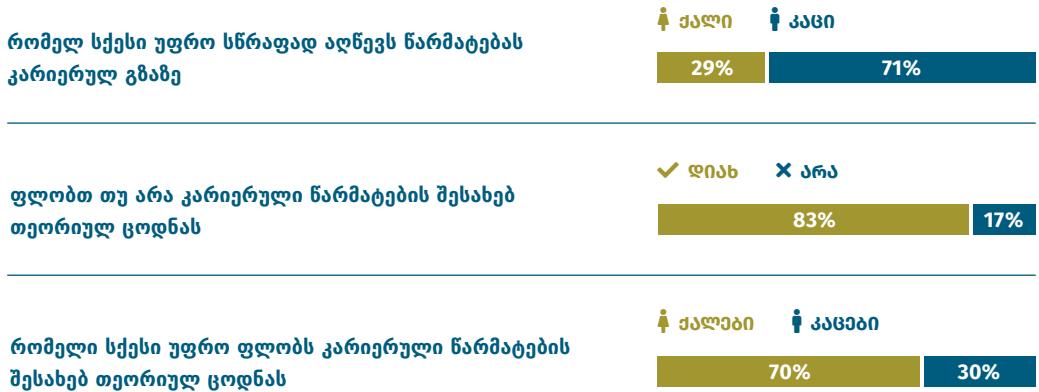 ქალი კაცი
რომელ სქესი უფრო სწრაფად აღწევს წარმატებას
კარიერულ გზაზე
29% 71%
დიახ არა
ფლობთ თუ არა კარიერული წარმატების შესახებ
თეორიულ ცოდნას
83% 17%
ქალები კაცები
რომელი სქესი უფრო ფლობს კარიერული წარმატების
შესახებ თეორიულ ცოდნას
70% 30%